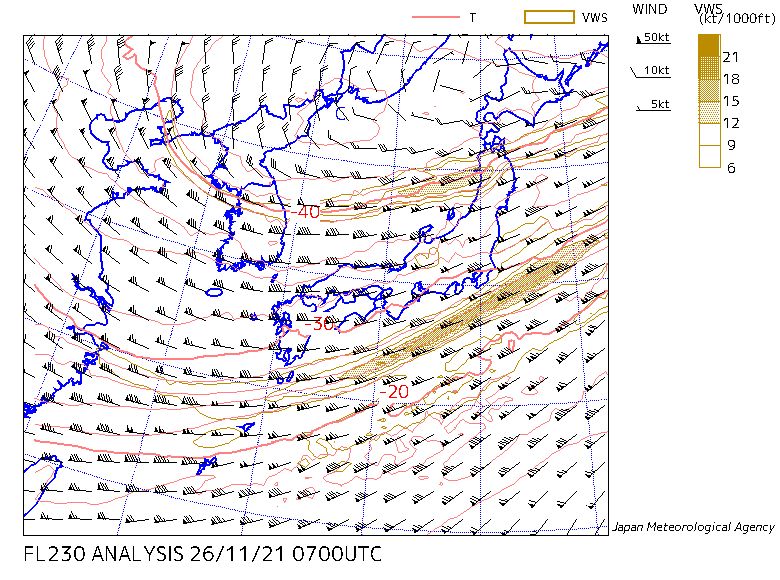 T
VWS
WIND
VWS
(kt/1000ft)
50kt
10kt
5kt
21
18
15
12
9
6
-40
-30
-20
Japan Meteorological Agency
FL230 ANALYSIS 26/11/21 0700UTC